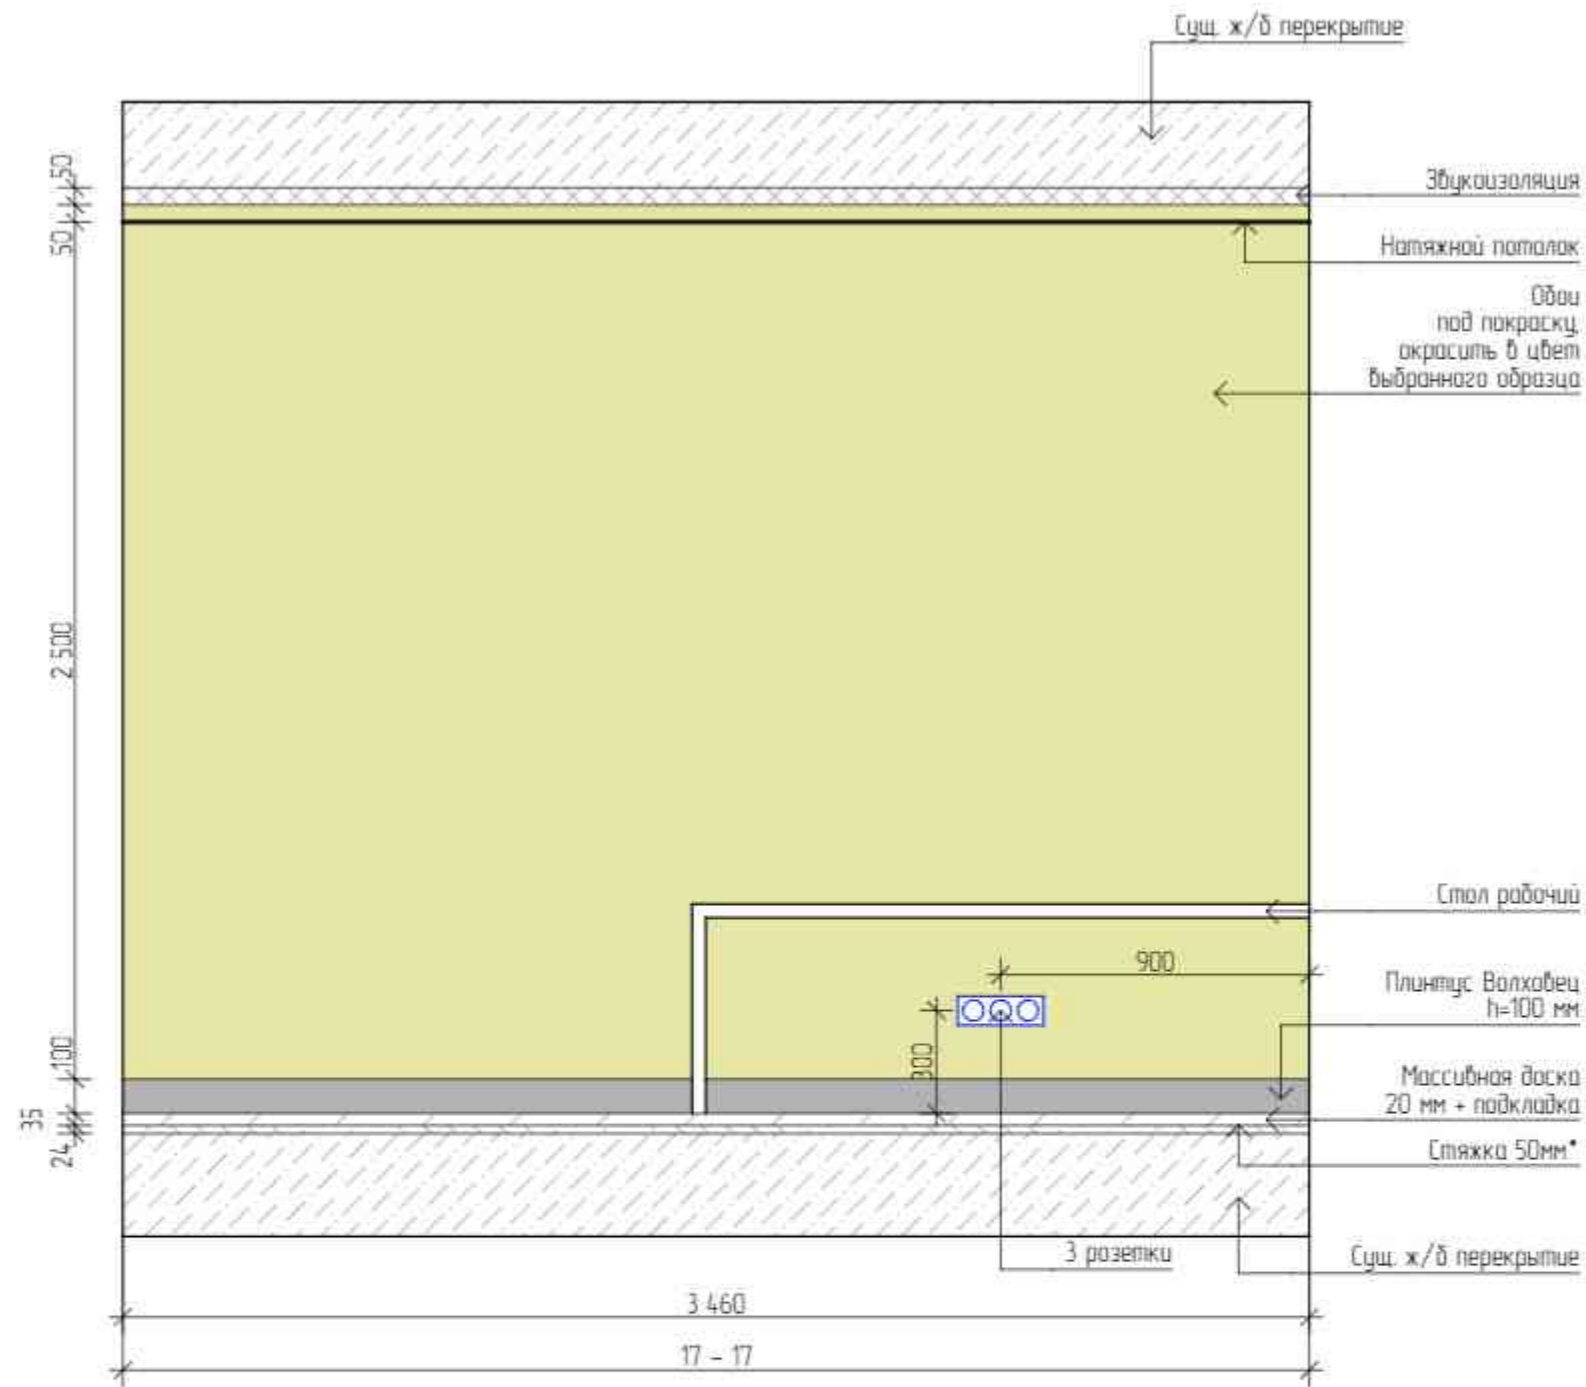 Сущ. ж/б перекрытие
50
Звукоизоляция
50
Натяжной потолок
Обои
под покраску,
окрасить в цвет
выбранного образца
2 500
Стол рабочий
900
Плинтус Волховец
h=100 мм
300
100
Массивная доска
20 мм + подкладка
35
24
Стяжка 50мм*
3 розетки
Сущ. ж/б перекрытие
3 460
17 - 17